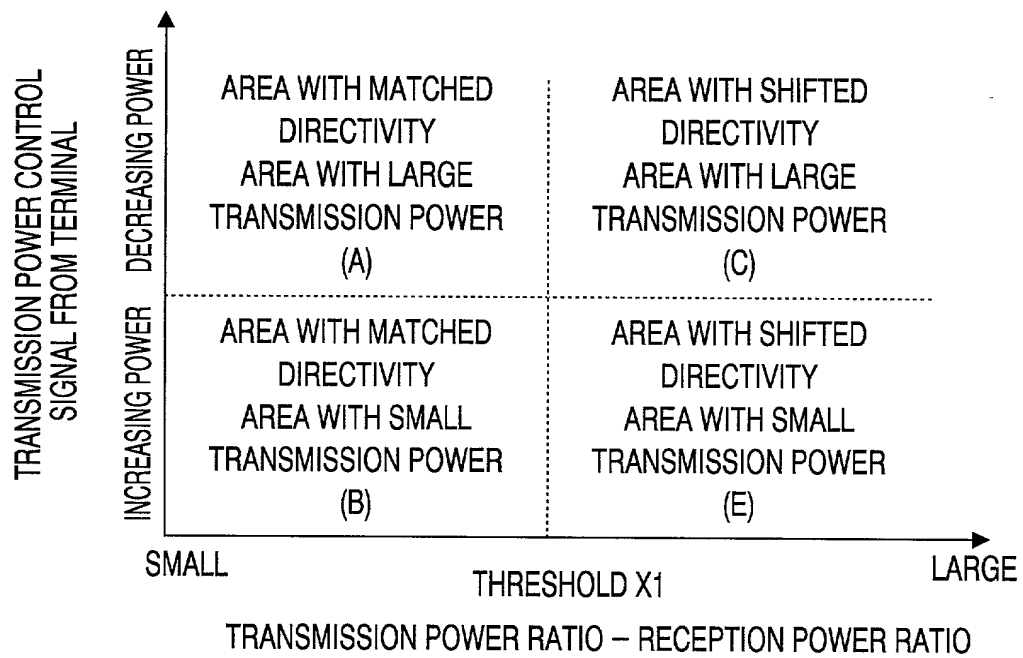 TRANSMISSION POWER CONTROL
SIGNAL FROM TERMINAL
DECREASING POWER
INCREASING POWER
AREA WITH MATCHED
DIRECTIVITY
AREA WITH LARGE
TRANSMISSION POWER
(A)
AREA WITH SHIFTED
DIRECTIVITY
AREA WITH LARGE
TRANSMISSION POWER
(C)
AREA WITH MATCHED
DIRECTIVITY
AREA WITH SMALL
TRANSMISSION POWER
(B)
AREA WITH SHIFTED
DIRECTIVITY
AREA WITH SMALL
TRANSMISSION POWER
(E)
SMALL
THRESHOLD X1
LARGE
TRANSMISSION POWER RATIO – RECEPTION POWER RATIO